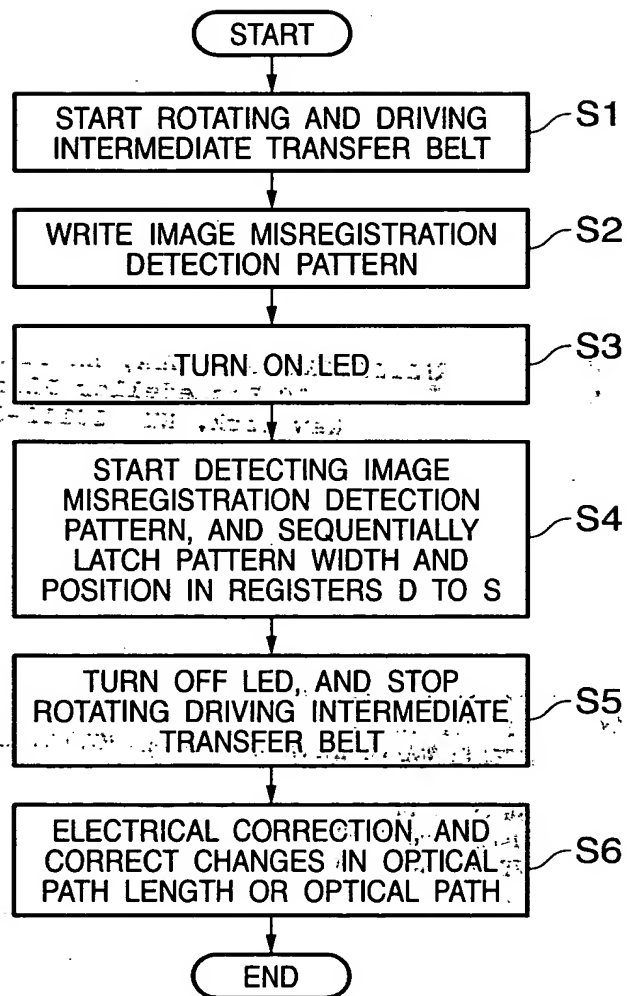 START
START ROTATING AND DRIVING
INTERMEDIATE TRANSFER BELT
S1
WRITE IMAGE MISREGISTRATION
DETECTION PATTERN
S2
TURN ON LED
S3
START DETECTING IMAGE
MISREGISTRATION DETECTION
PATTERN, AND SEQUENTIALLY
LATCH PATTERN WIDTH AND
POSITION IN REGISTERS D TO S
S4
TURN OFF LED, AND STOP
ROTATING DRIVING INTERMEDIATE
TRANSFER BELT
S5
ELECTRICAL CORRECTION, AND
CORRECT CHANGES IN OPTICAL
PATH LENGTH OR OPTICAL PATH
S6
END